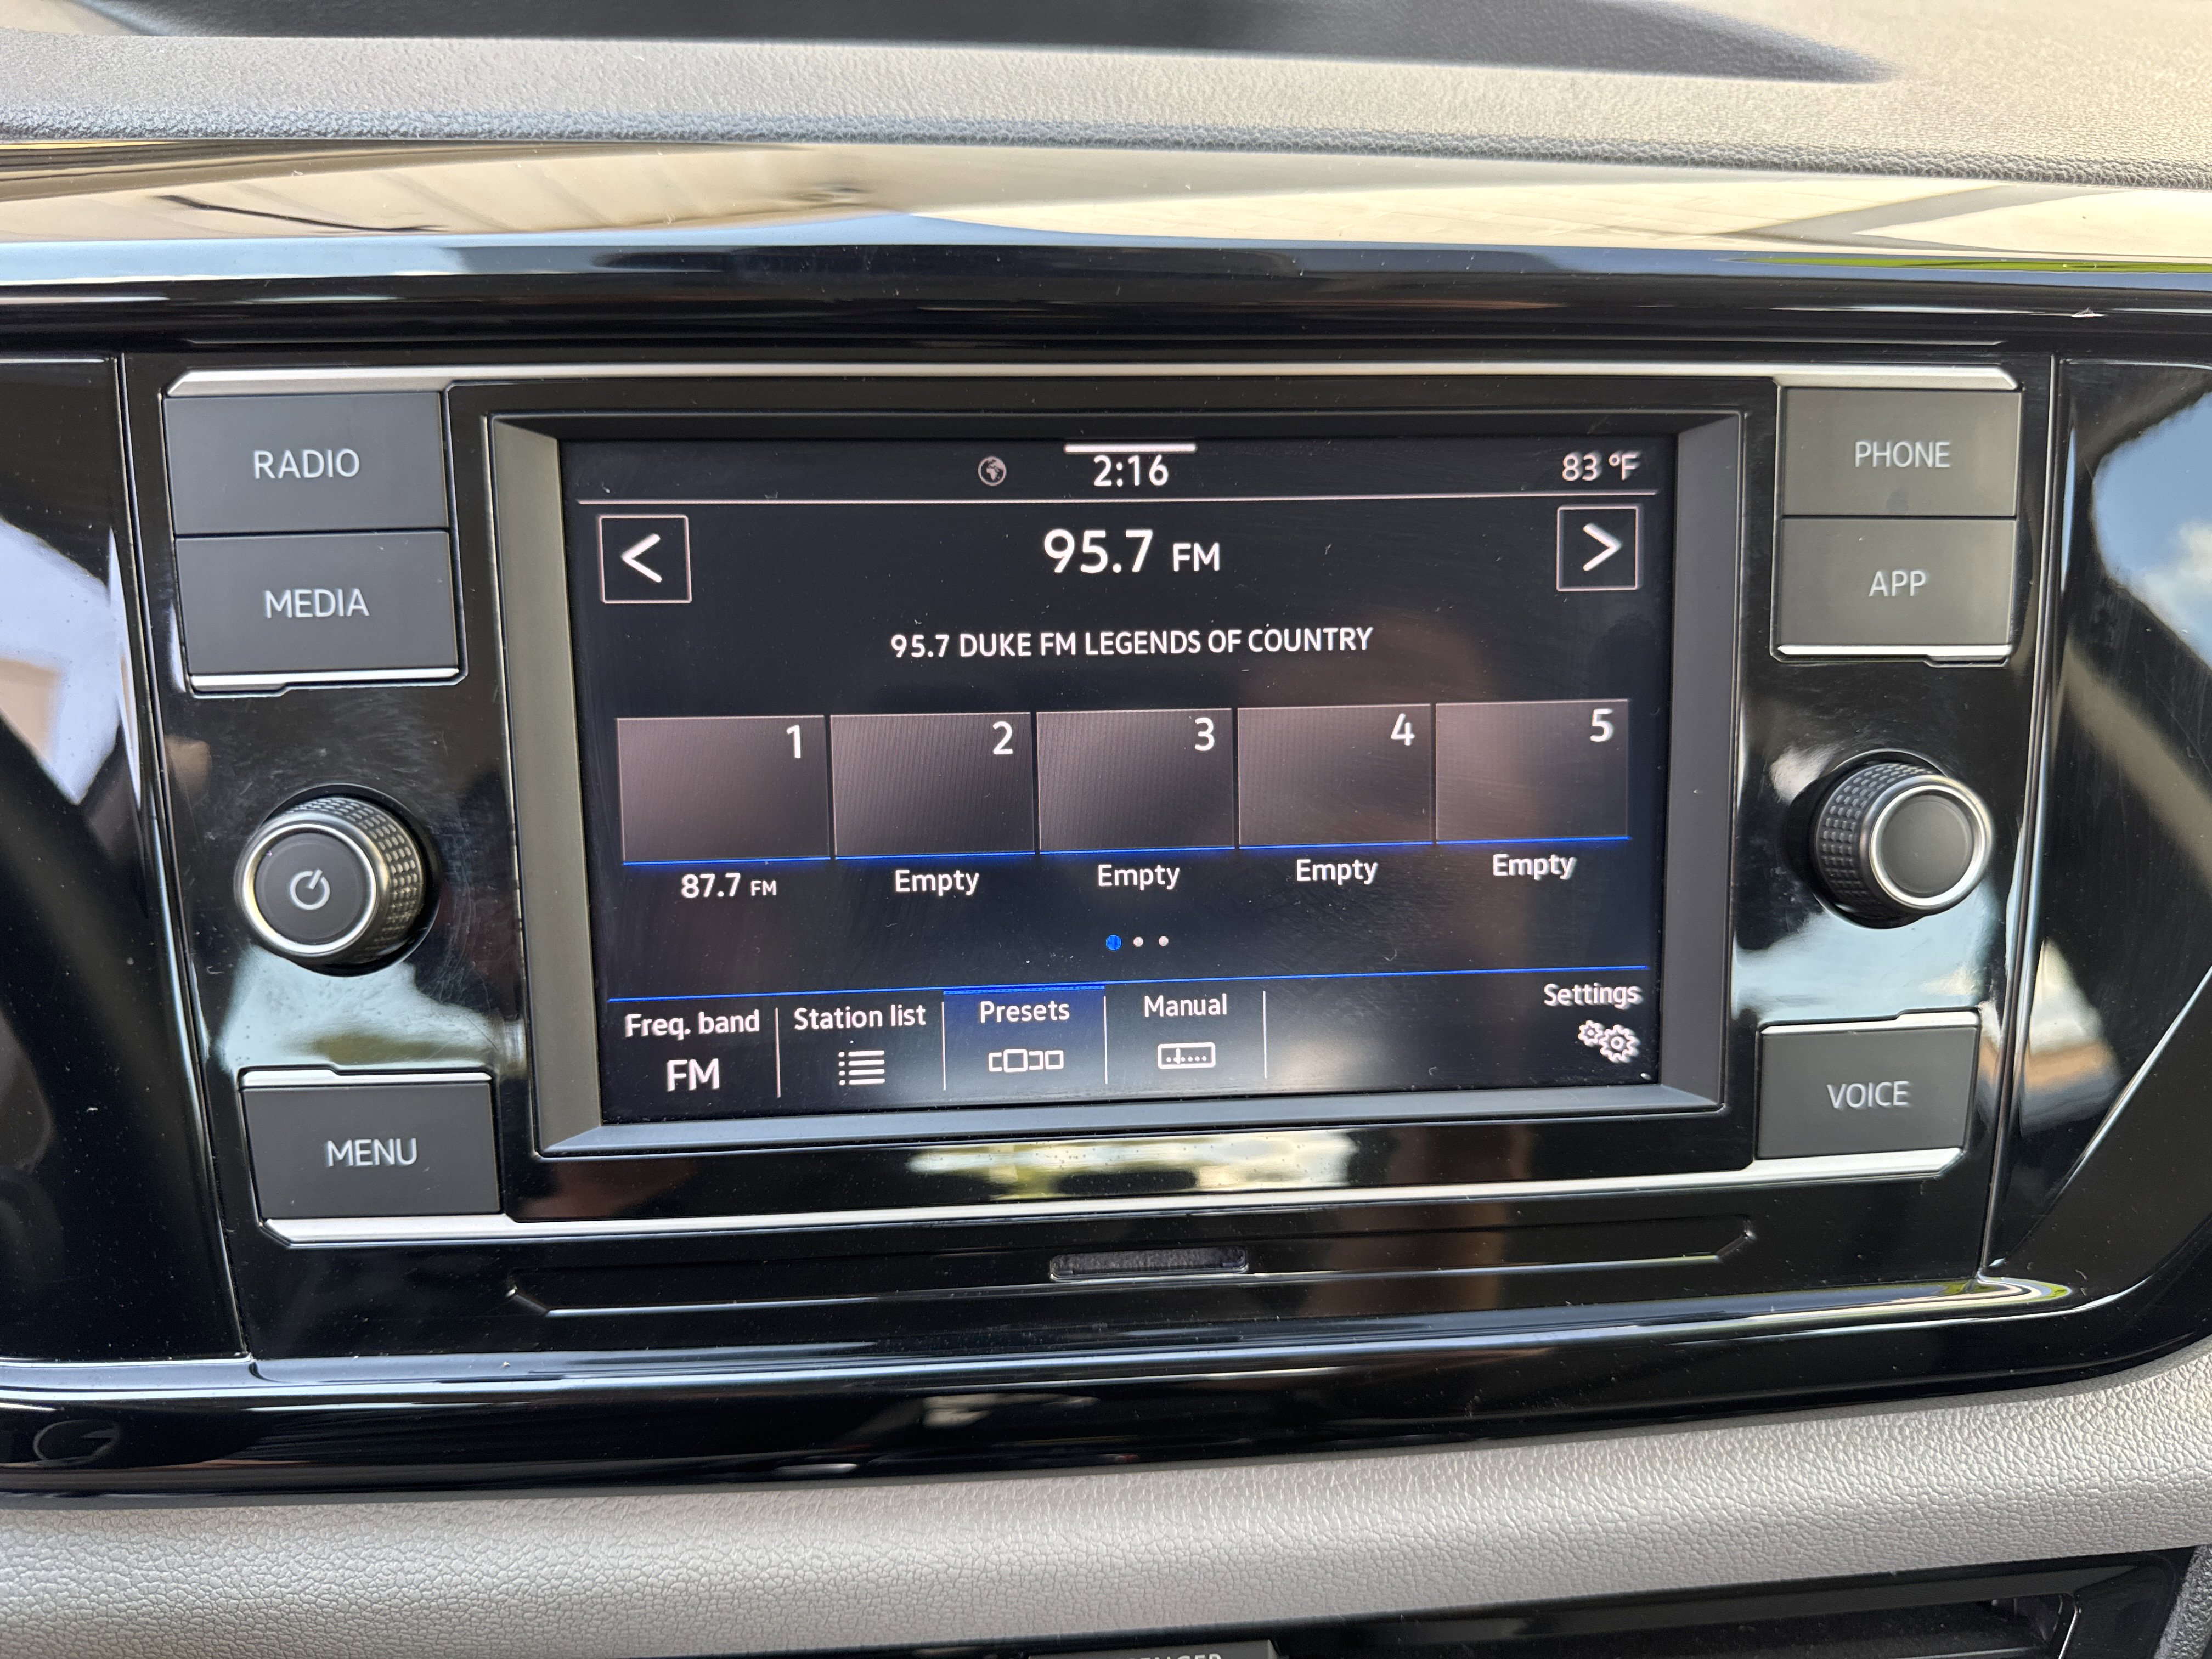 RADIO
MEDIA
MENU
PHONE
APP
VOICE
2:16
83 °F
<
95.7 FM
>
95.7 DUKE FM LEGENDS OF COUNTRY
1 2 3 4 5
87.7 FM Empty Empty Empty Empty
Freq. band Station list Presets Manual Settings
FM